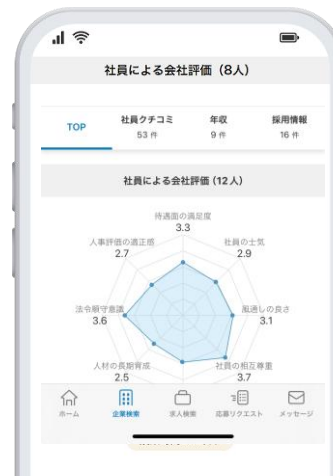 社員による会社評価（8人）
TOP
社員クチコミ
53 件
年収
9 件
採用情報
16 件
社員による会社評価 (12人)
待遇面の満足度
3.3
人事評価の適正感
2.7
社員の士気
2.9
法令順守意識
3.6
風通しの良さ
3.1
人材の長期育成
2.5
社員の相互尊重
3.7
ホーム
企業検索
求人検索
応募リクエスト
メッセージ